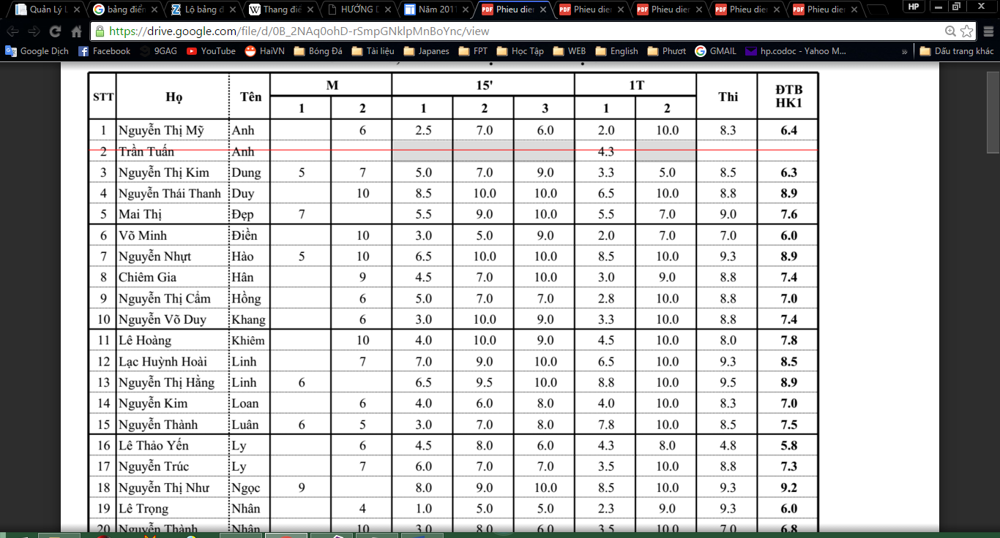 Quản Lý L bảng điển Lô bảng đ Thang điể HƯỚNG D Năm 2011 Phieu dien Phieu dier Phieu dier Phieu dier Phieu dier HP
https://drive.google.com/file/d/0B_2NAq0ohD-rSmpGNklpMnBoYnc/view
Google Dịch Facebook 9GAG YouTube HaiVN Bóng Đá Tài liệu Japanes FPT Học Tập WEB English Phượt GMAIL hp.codoc - Yahoo M... » Dấu trang khác
STT Họ Tên M 15' 1T Thi ĐTB HK1
1 2 1 2 3 1 2
1 Nguyễn Thị Mỹ Anh 6 2.5 7.0 6.0 2.0 10.0 8.3 6.4
2 Trần Tuấn Anh 4.3
3 Nguyễn Thị Kim Dung 5 7 5.0 7.0 9.0 3.3 5.0 8.5 6.3
4 Nguyễn Thái Thanh Duy 10 8.5 10.0 10.0 6.5 10.0 8.8 8.9
5 Mai Thị Đẹp 7 5.5 9.0 10.0 5.5 7.0 9.0 7.6
6 Võ Minh Điền 10 3.0 5.0 9.0 2.0 7.0 7.0 6.0
7 Nguyễn Nhựt Hào 5 10 6.5 10.0 10.0 8.5 10.0 9.3 8.9
8 Chiêm Gia Hân 9 4.5 7.0 10.0 3.0 9.0 8.8 7.4
9 Nguyễn Thị Cẩm Hồng 6 5.0 7.0 7.0 2.8 10.0 8.8 7.0
10 Nguyễn Võ Duy Khang 6 3.0 10.0 9.0 3.3 10.0 8.8 7.4
11 Lê Hoàng Khiêm 10 4.0 10.0 9.0 4.5 10.0 8.0 7.8
12 Lạc Huỳnh Hoài Linh 7 7.0 9.0 10.0 6.5 10.0 9.3 8.5
13 Nguyễn Thị Hằng Linh 6 6.5 9.5 10.0 8.8 10.0 9.5 8.9
14 Nguyễn Kim Loan 6 4.0 6.0 8.0 4.0 10.0 8.3 7.0
15 Nguyễn Thành Luân 6 5 3.0 7.0 8.0 7.8 10.0 8.5 7.5
16 Lê Thảo Yến Ly 6 4.5 8.0 6.0 4.3 8.0 4.8 5.8
17 Nguyễn Trúc Ly 7 6.0 7.0 7.0 3.5 10.0 8.8 7.3
18 Nguyễn Thị Như Ngọc 9 8.0 9.0 10.0 8.5 10.0 9.3 9.2
19 Lê Trọng Nhân 4 1.0 5.0 5.0 2.3 9.0 9.3 6.0
20 Nguyễn Thành Nhân 10 3.0 8.0 6.0 3.5 10.0 7.0 6.8